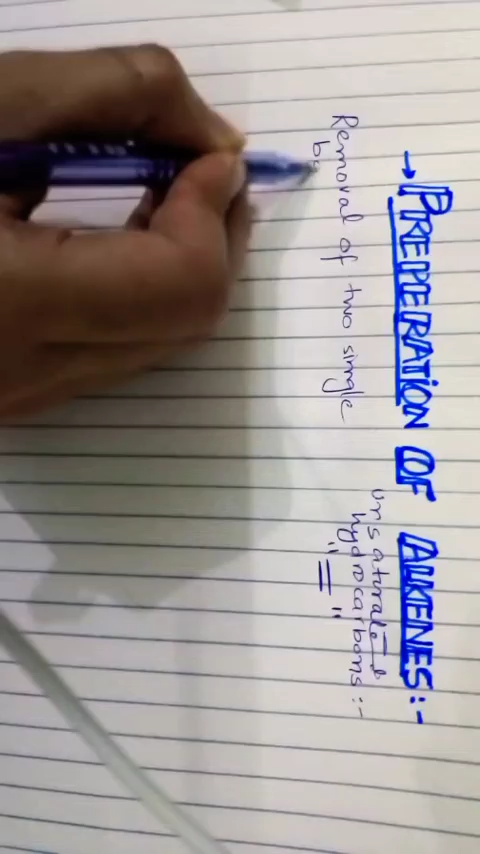 → PREPERATION OF ALKENES:-
unsaturated
hydrocarbons:-
"="
Removal of two single